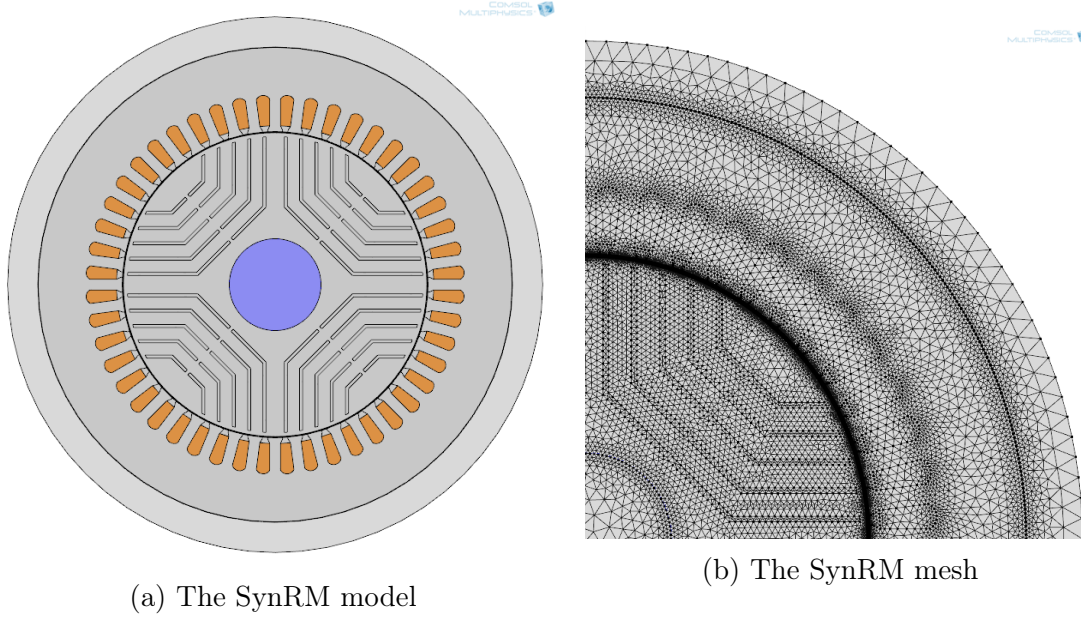 COMSOL
MULTIPHYSICS
COMSOL
MULTIPHYSICS
(a) The SynRM model
(b) The SynRM mesh